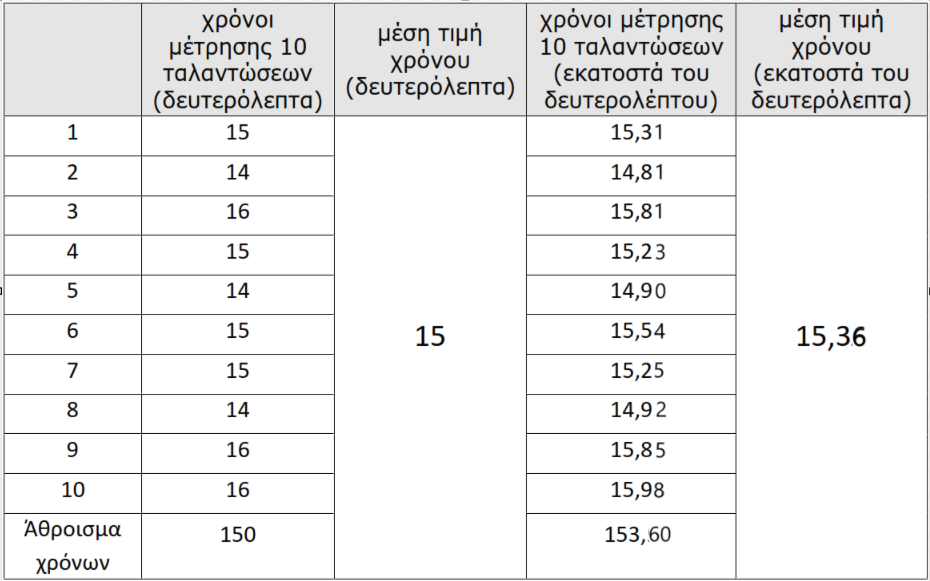 χρόνοι
μέτρησης 10
ταλαντώσεων
(δευτερόλεπτα)
μέση τιμή
χρόνου
(δευτερόλεπτα)
χρόνοι μέτρησης
10 ταλαντώσεων
(εκατοστά του
δευτερολέπτου)
μέση τιμή
χρόνου
(εκατοστά του
δευτερόλεπτα)
1 15 15,31
2 14 14,81
3 16 15,81
4 15 15,23
5 14 14,90
6 15 15 15,54 15,36
7 15 15,25
8 14 14,92
9 16 15,85
10 16 15,98
Άθροισμα
χρόνων 150 153,60